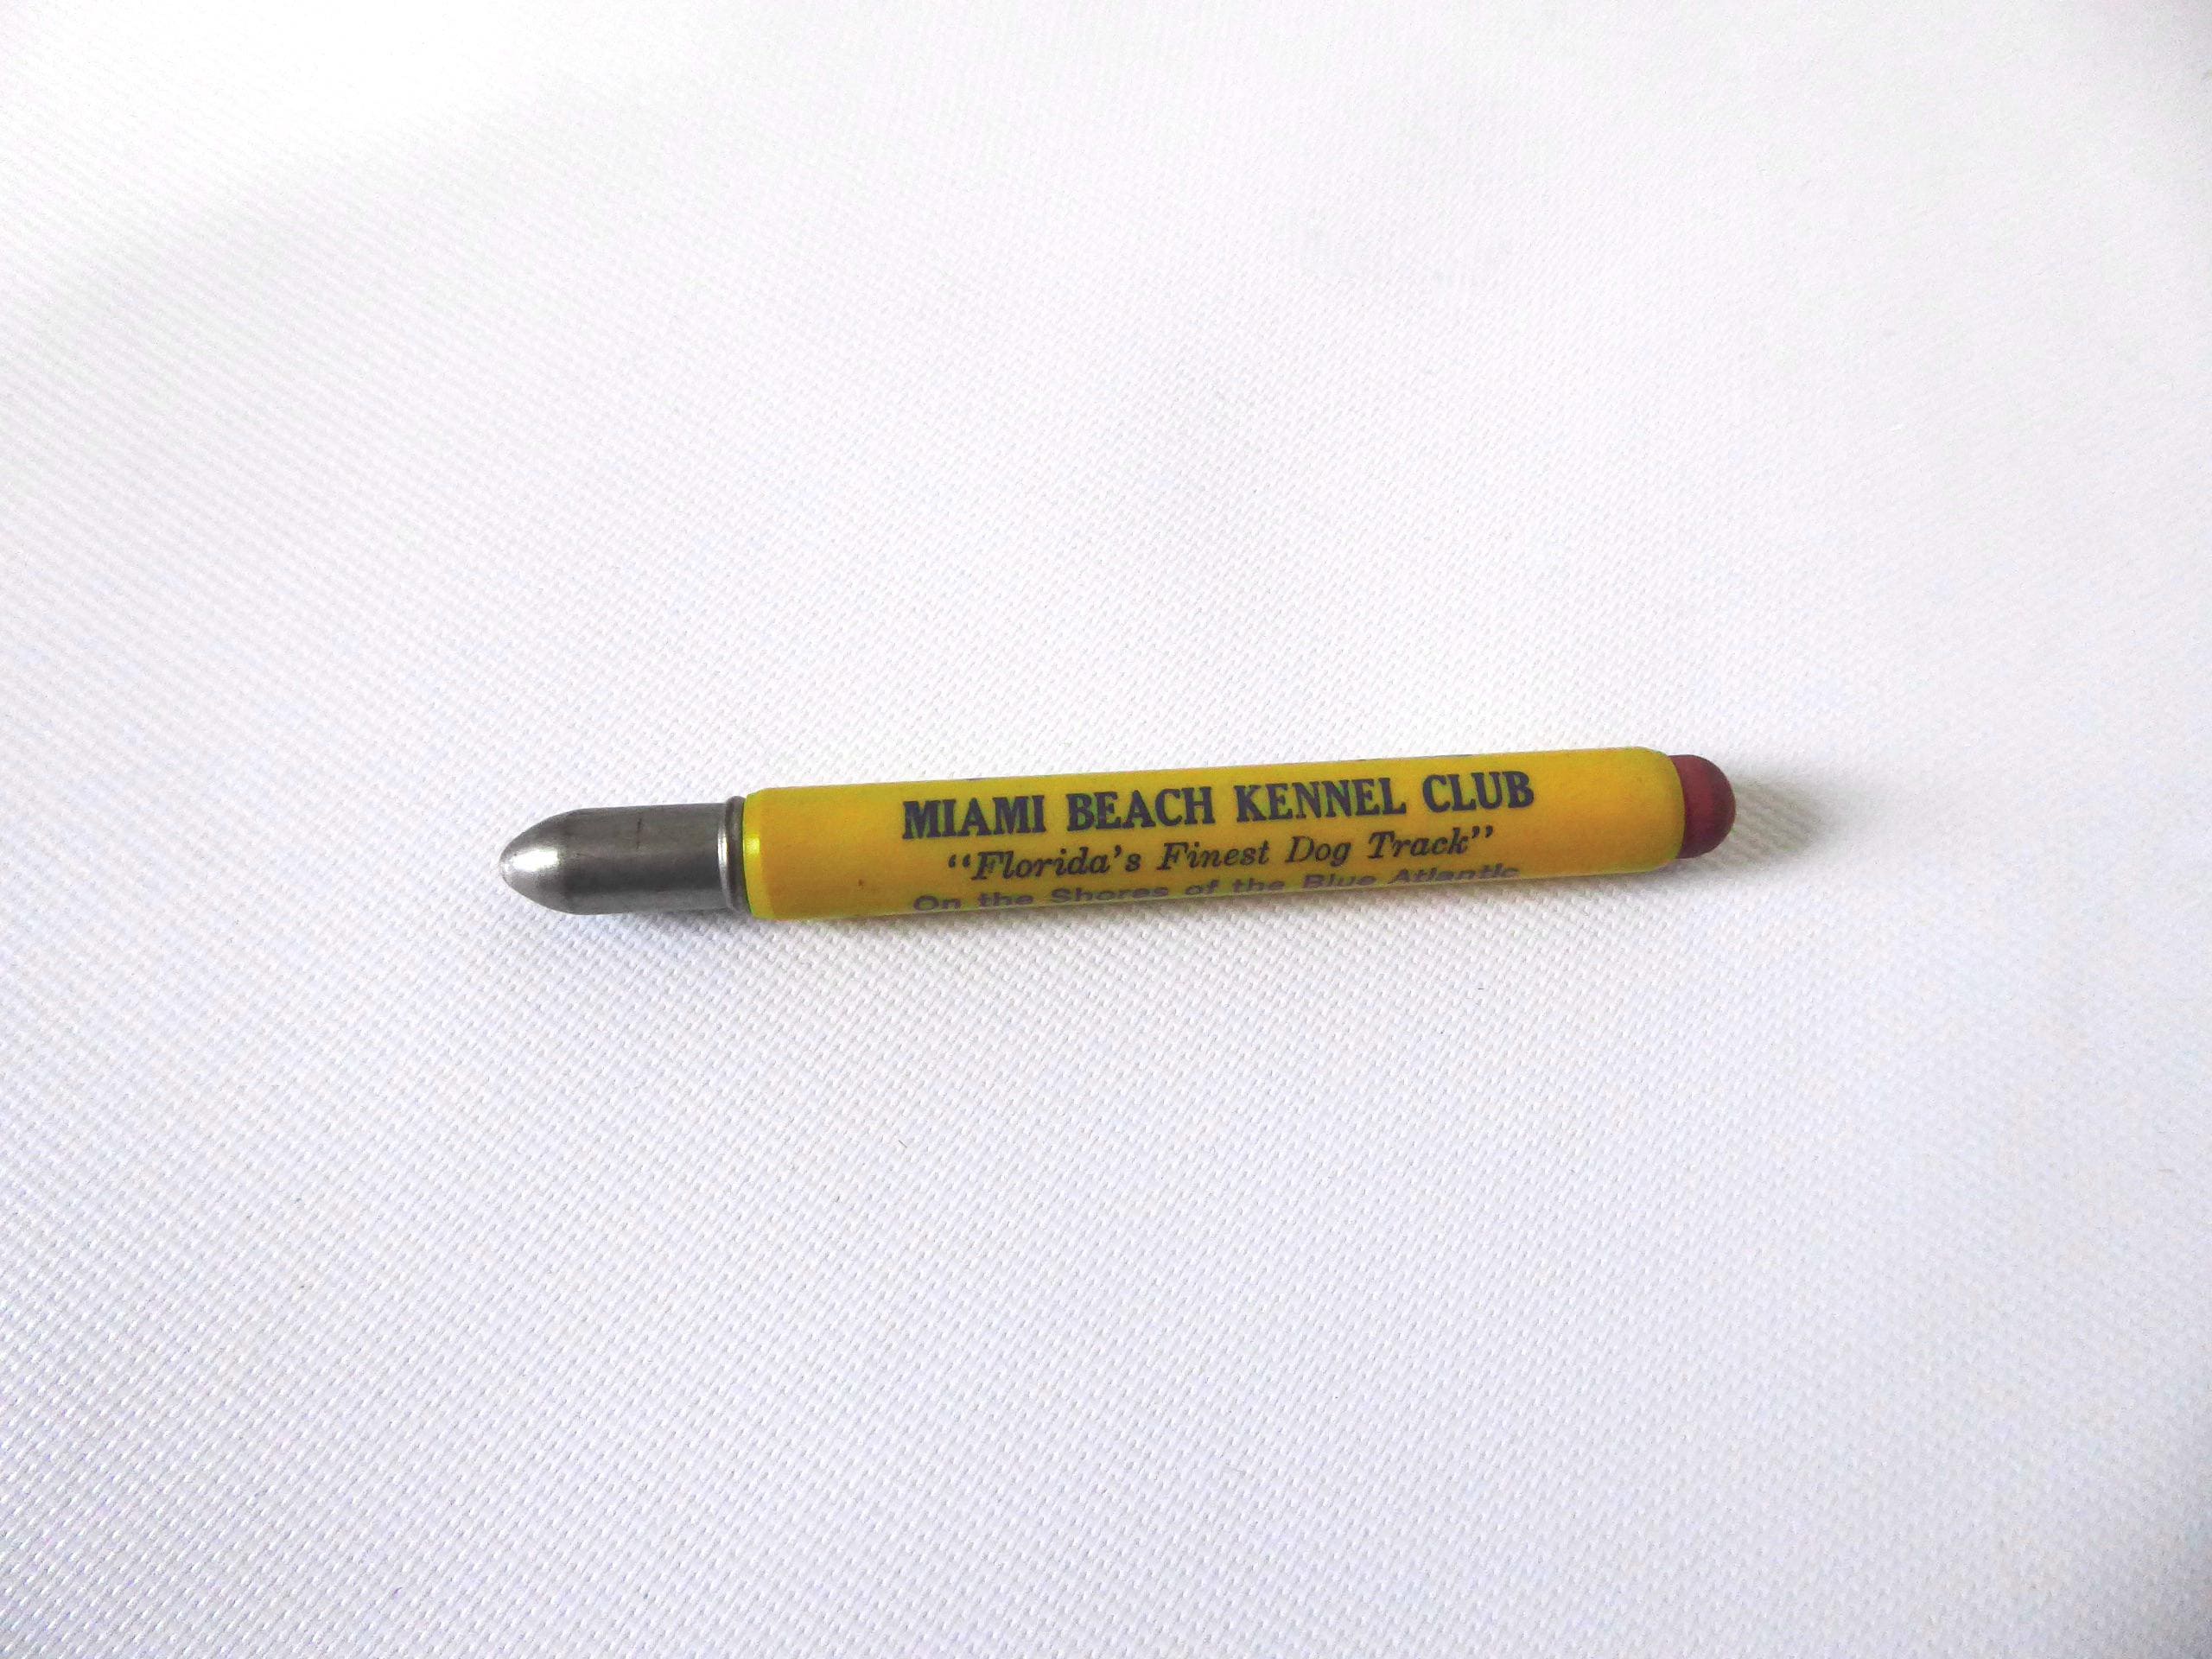 MIAMI BEACH KENNEL CLUB
“Florida's Finest Dog Track”
On the Shores of the Blue Atlantic